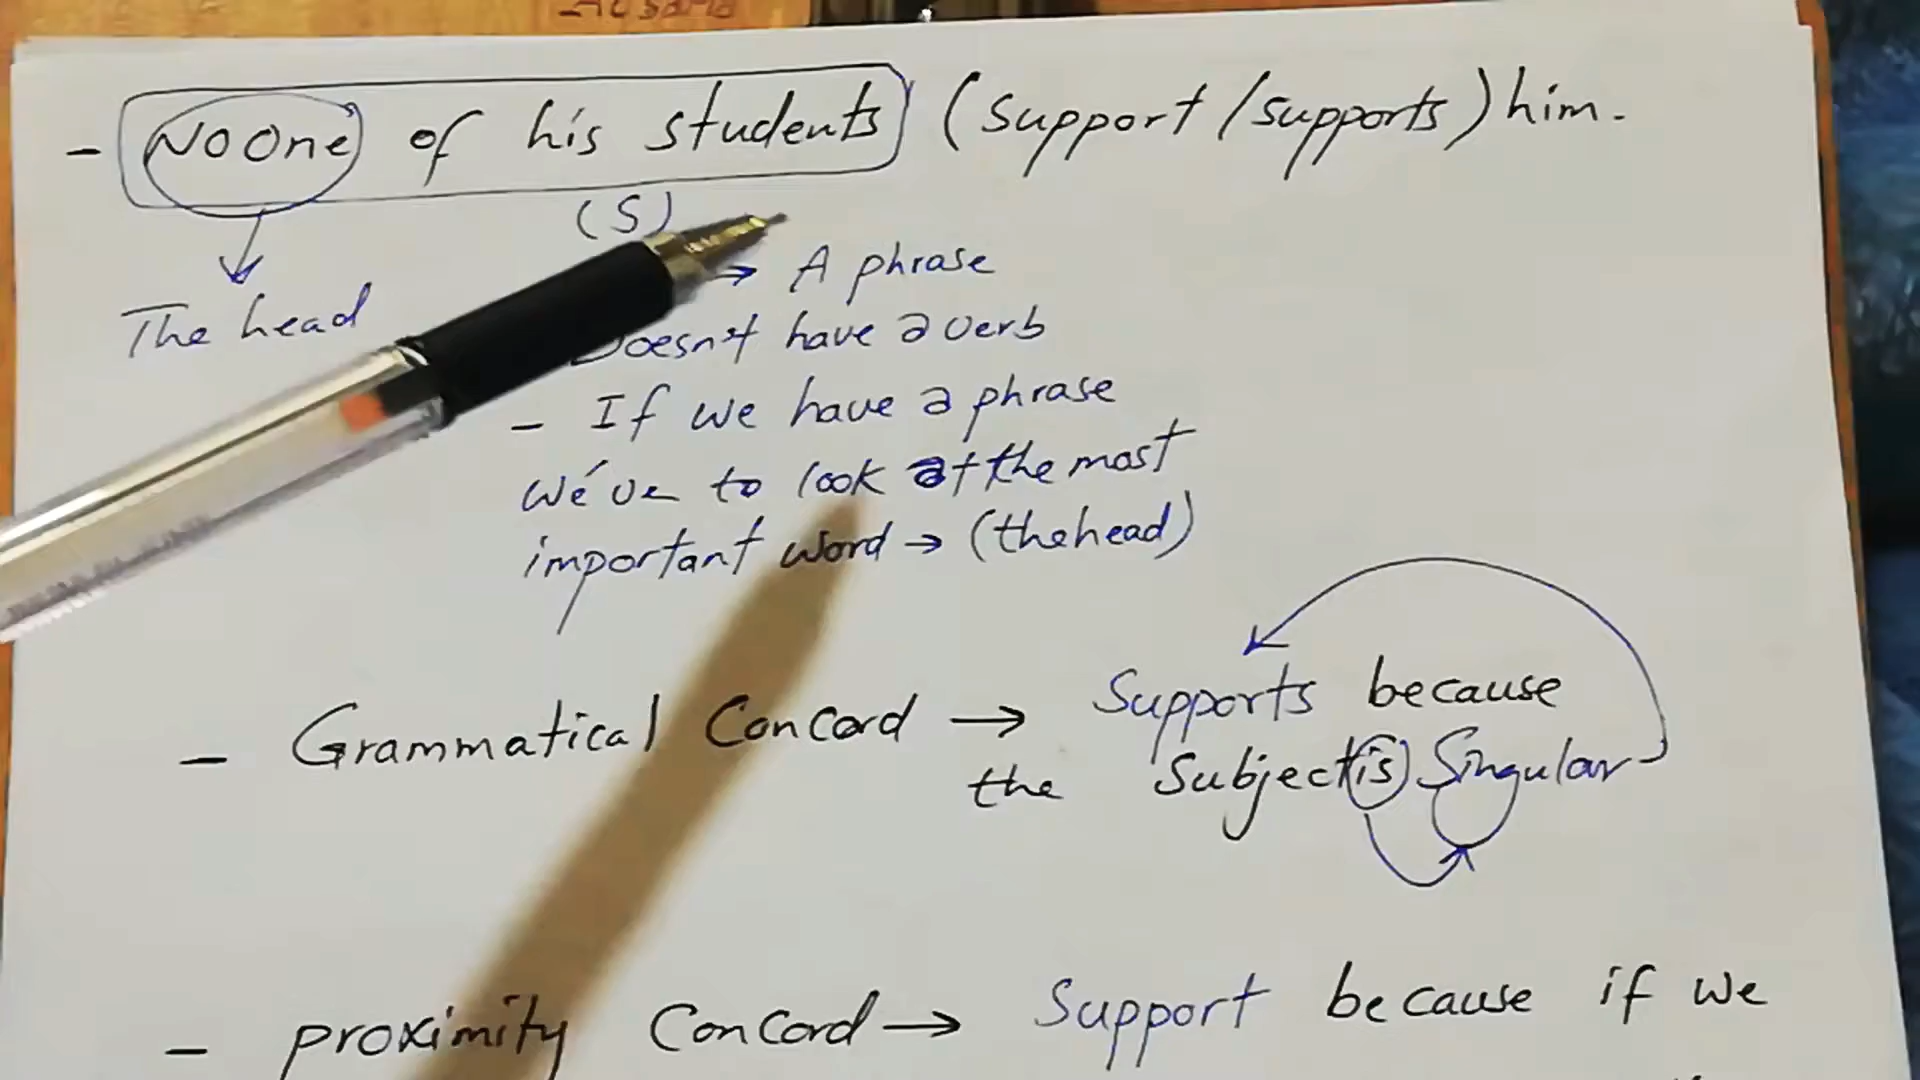 - No One of his students (support/supports) him.
(S)
The head
→ A phrase
Doesn't have a verb
- If we have a phrase
we've to look at the most
important word → (the head)
- Grammatical Concord → Supports because
the Subject is Singular
- proximity Concord → Support because if we